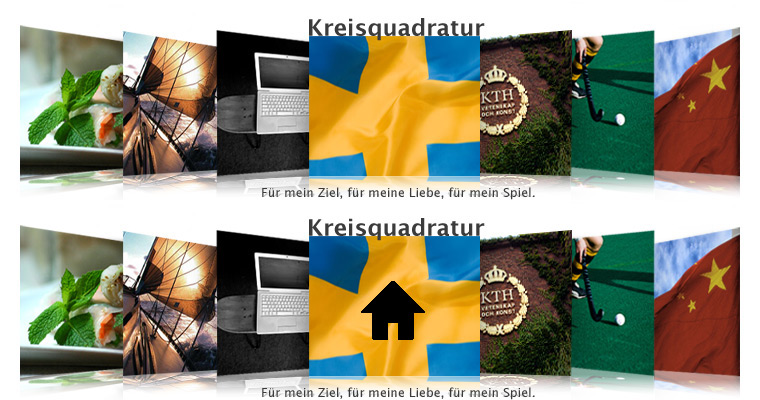 Kreisquadratur
KTH
VETENSKAP
OCH KONST
Für mein Ziel, für meine Liebe, für mein Spiel.
Kreisquadratur
KTH
VETENSKAP
OCH KONST
Für mein Ziel, für meine Liebe, für mein Spiel.